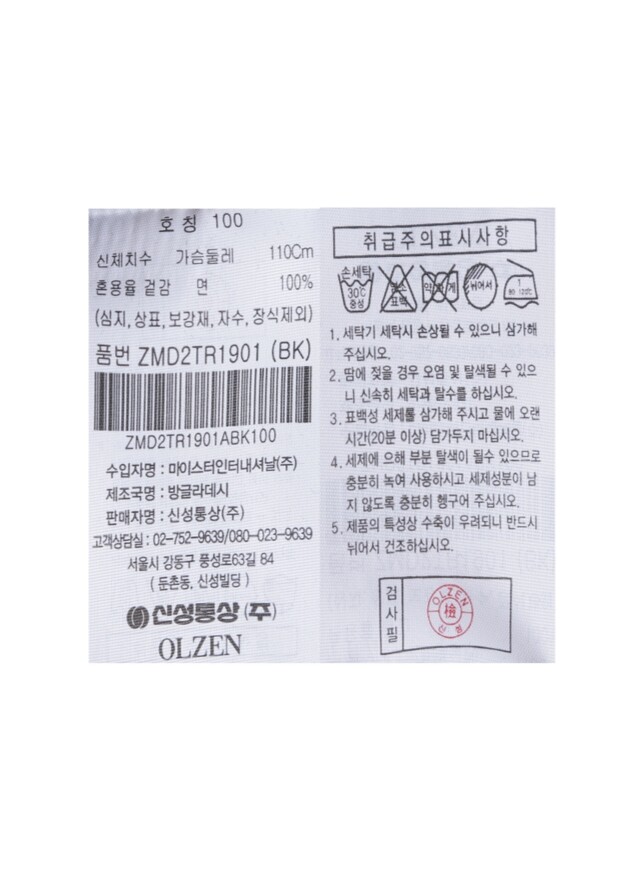 호칭 100
신체치수 가슴둘레 110Cm
혼용율 겉감 면 100%
(심지, 상표, 보강재, 자수, 장식제외)
품번 ZMD2TR1901 (BK)
ZMD2TR1901ABK100
수입자명 : 마이스터인터내셔날(주)
제조국명 : 방글라데시
판매자명 : 신성통상(주)
고객상담실 : 02-752-9639/080-023-9639
서울시 강동구 풍성로63길 84
( 둔촌동, 신성빌딩 )
신성통상 (주)
OLZEN
취급주의표시사항
손세탁
30℃
중성
염소
표백
약하게
뉘어서
1
80-120℃
1. 세탁기 세탁시 손상될 수 있으니 삼가해
주십시오.
2. 땀에 젖을 경우 오염 및 탈색될 수 있으
니 신속히 세탁과 탈수를 하십시오.
3. 표백성 세제를 삼가해 주시고 물에 오랜
시간(20분 이상) 담가두지 마십시오.
4. 세제에 의해 부분 탈색이 될수 있으므로
충분히 녹여 사용하시고 세제성분이 남
지 않도록 충분히 헹구어 주십시오.
5. 제품의 특성상 수축이 우려되니 반드시
뉘어서 건조하십시오.
검사필
OLZEN
檢
신성